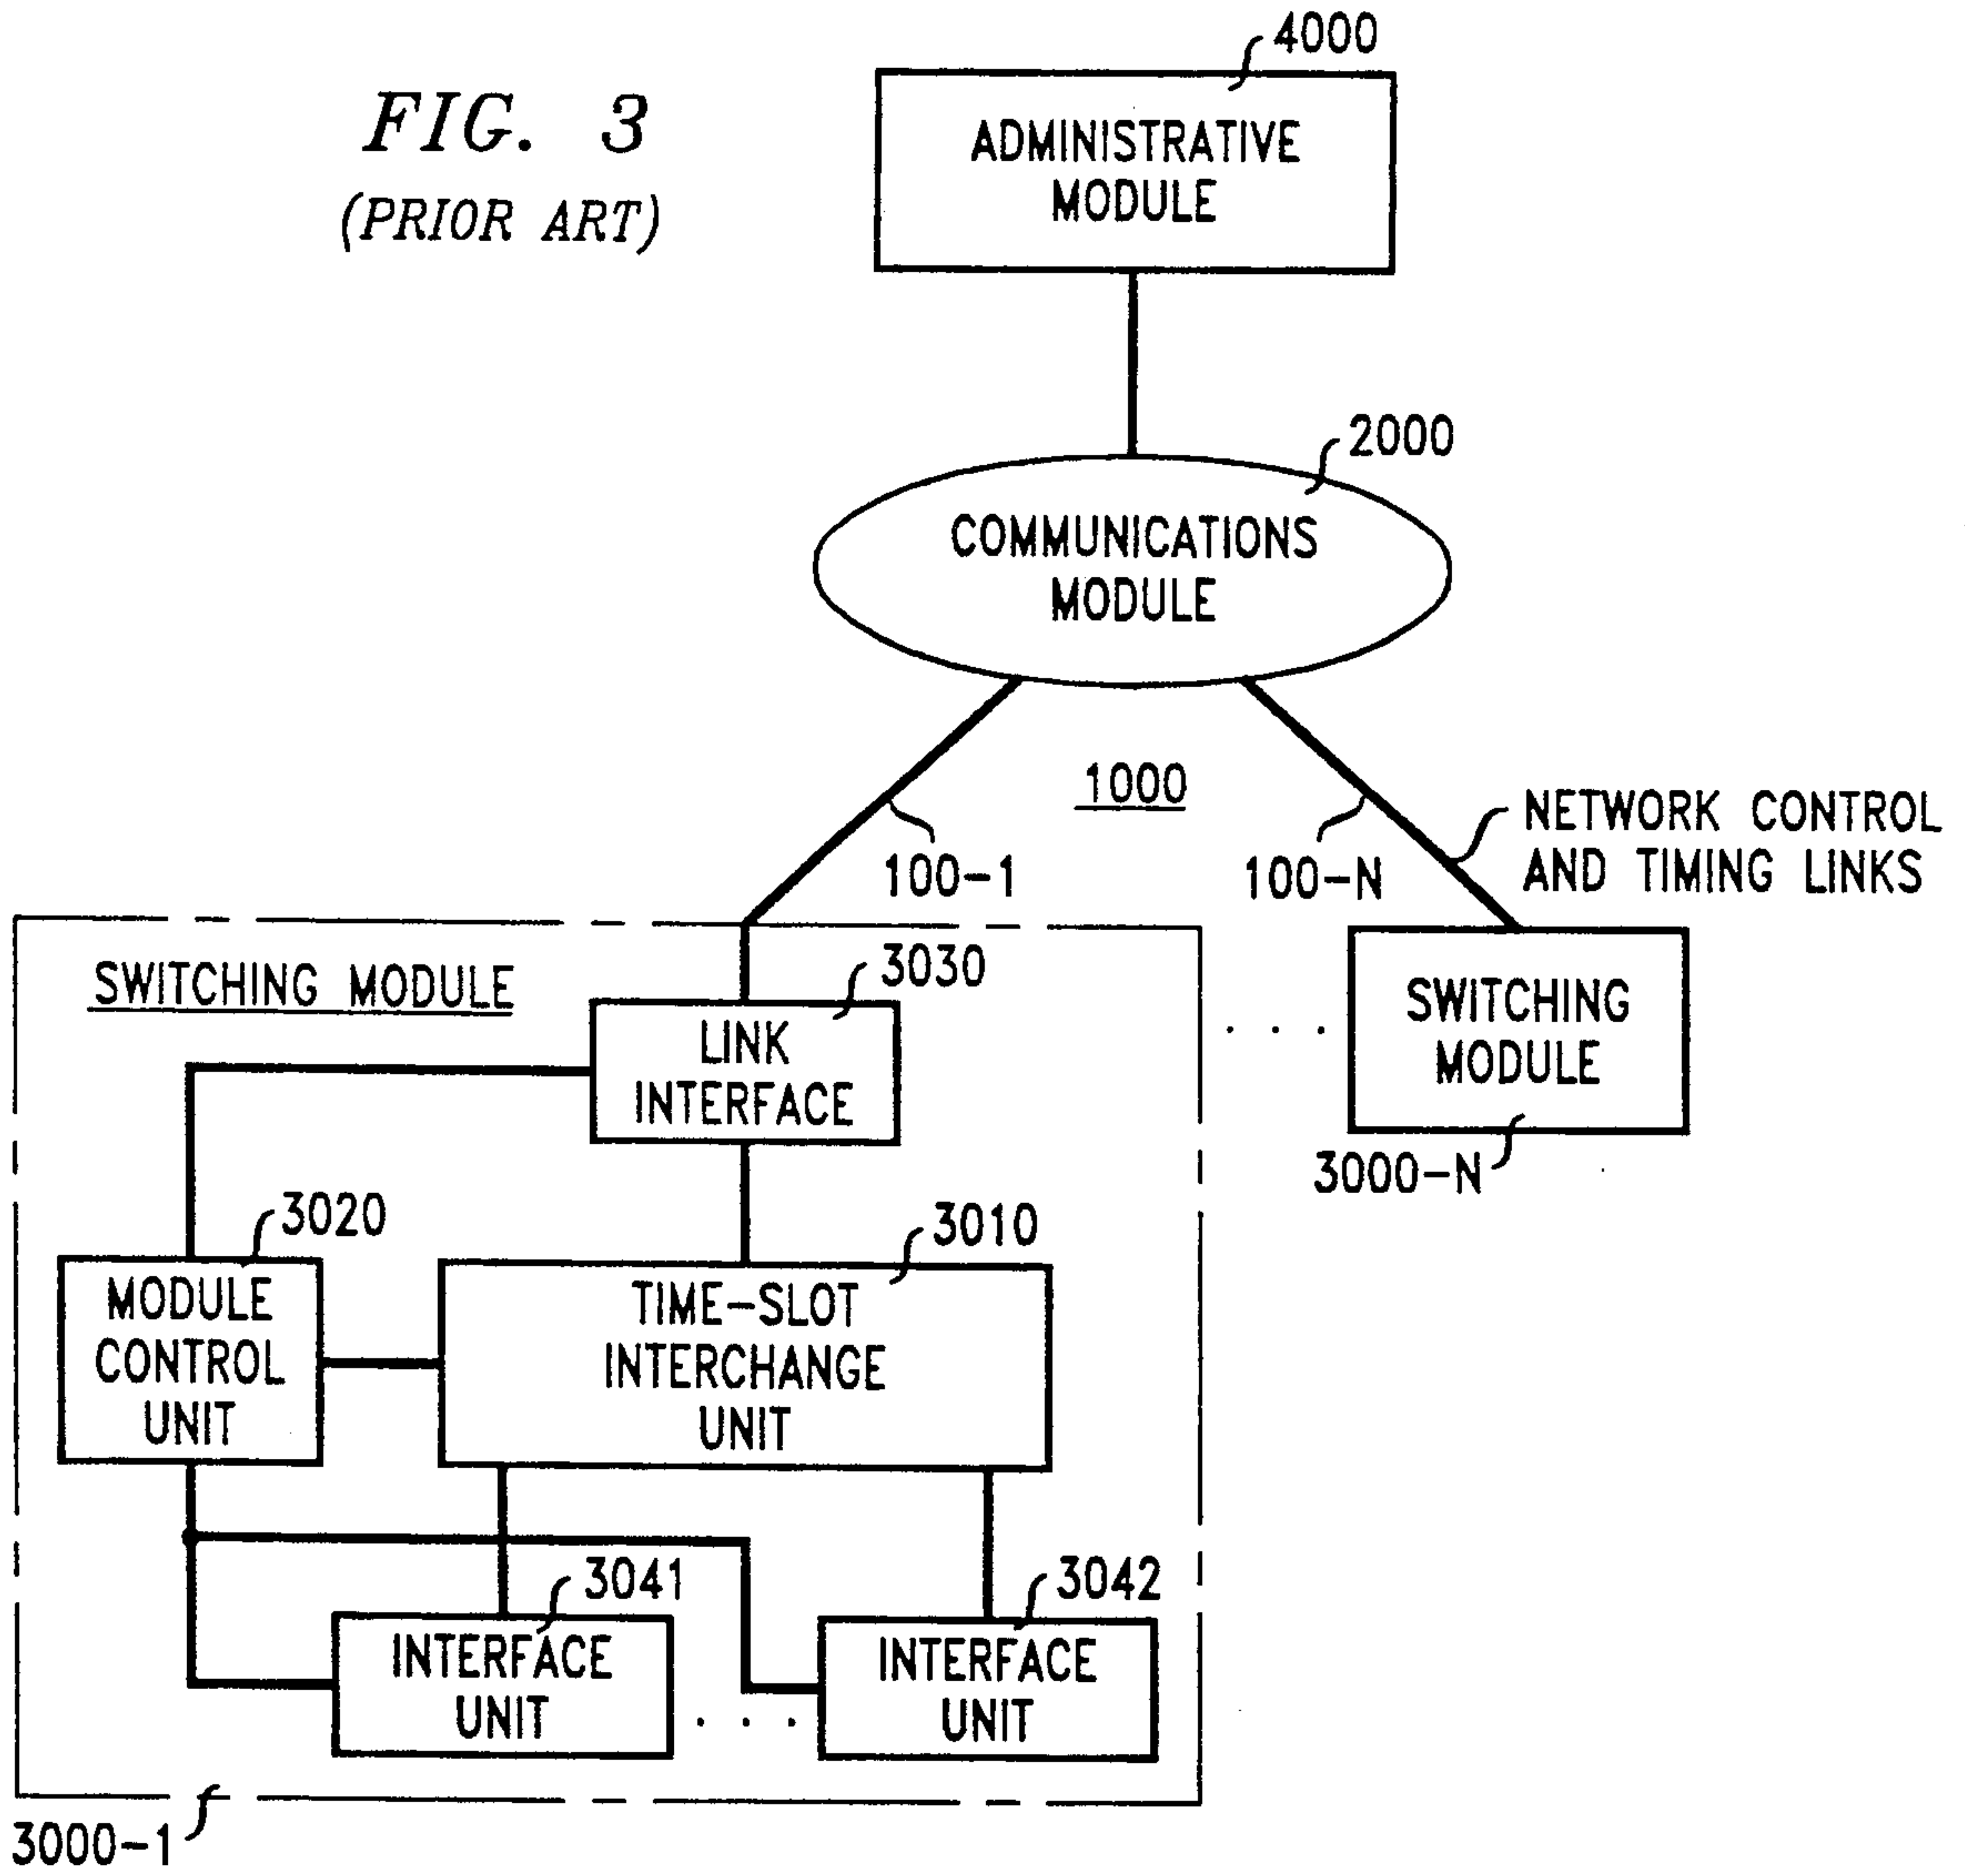 FIG. 3
(PRIOR ART)
4000
ADMINISTRATIVE
MODULE
2000
COMMUNICATIONS
MODULE
1000
100-1
100-N
NETWORK CONTROL
AND TIMING LINKS
SWITCHING MODULE
3030
LINK
INTERFACE
. . .
SWITCHING
MODULE
3000-N
3020
MODULE
CONTROL
UNIT
3010
TIME-SLOT
INTERCHANGE
UNIT
3041
INTERFACE
UNIT
. . .
3042
INTERFACE
UNIT
3000-1